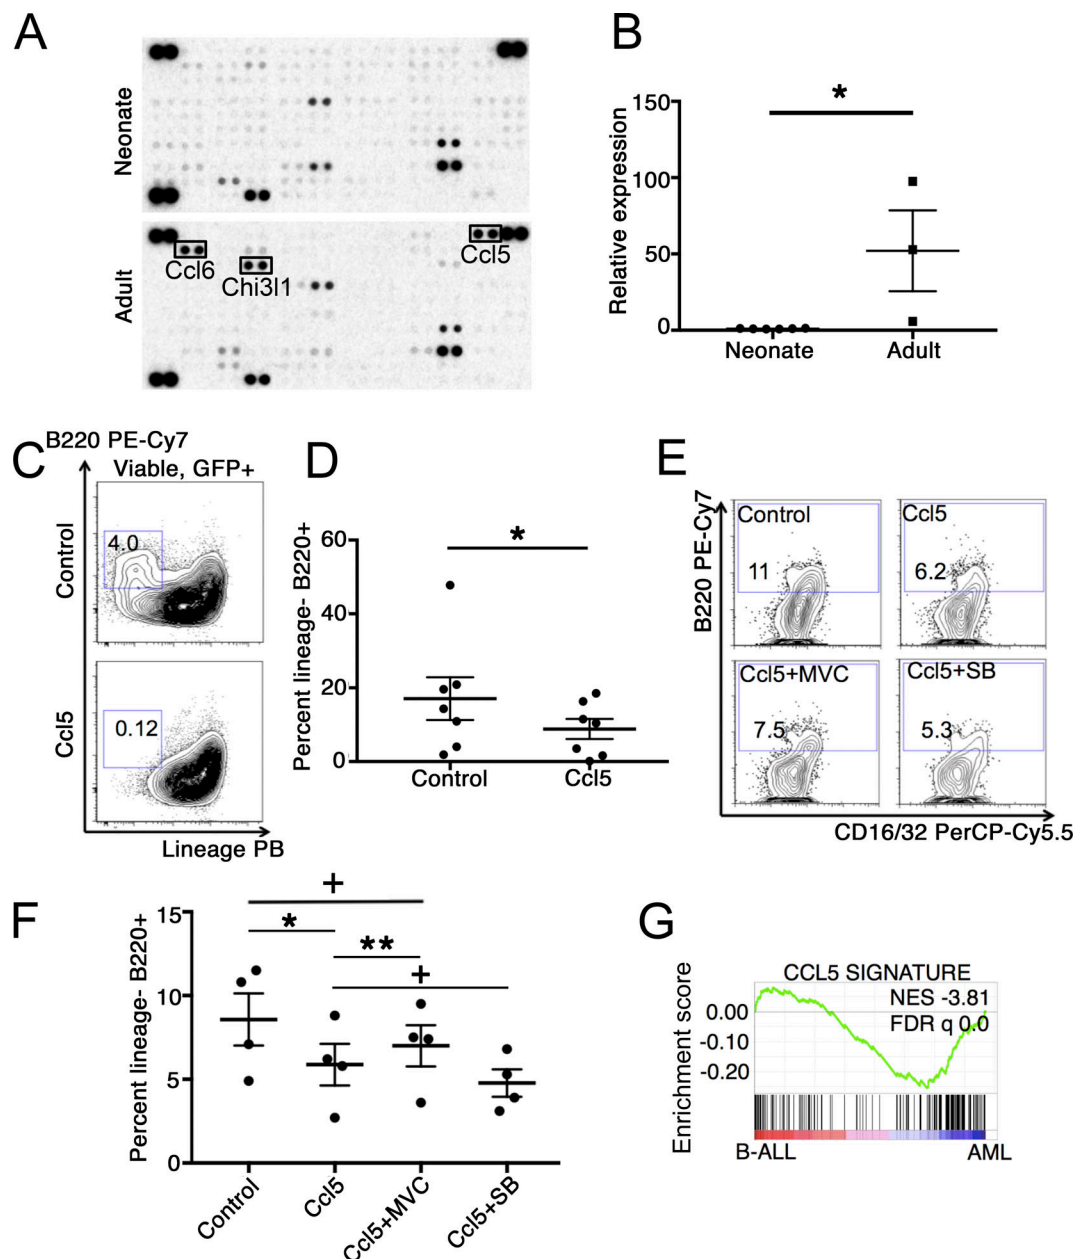 A
Neonate
Adult
Ccl6
Chi3l1
Ccl5
B
Relative expression
150
100
50
0
*
Neonate
Adult
C
B220 PE-Cy7
Viable, GFP+
Control
4.0
Ccl5
0.12
Lineage PB
D
Percent lineage- B220+
60
40
20
0
*
Control
Ccl5
E
B220 PE-Cy7
Control
11
Ccl5
6.2
Ccl5+MVC
7.5
Ccl5+SB
5.3
CD16/32 PerCP-Cy5.5
F
Percent lineage- B220+
15
10
5
0
+
*
**
+
Control
Ccl5
Ccl5+MVC
Ccl5+SB
G
CCL5 SIGNATURE
Enrichment score
0.00
-0.10
-0.20
NES -3.81
FDR q 0.0
B-ALL
AML